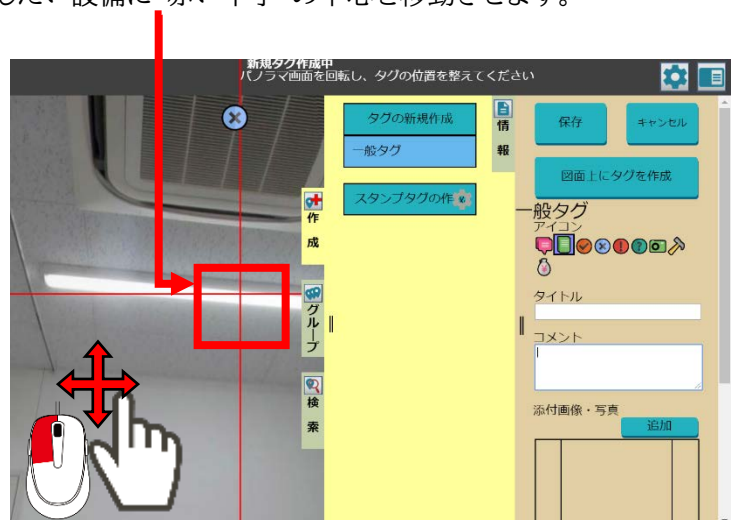 したい設備に 赤い十字 の中心を移動させます。
新規タグ作成中
パノラマ画面を回転し、タグの位置を整えてください
タグの新規作成
一般タグ
スタンプタグの作
作成
グループ
検索
情報
保存
キャンセル
図面上にタグを作成
一般タグ
アイコン
タイトル
コメント
添付画像・写真
追加